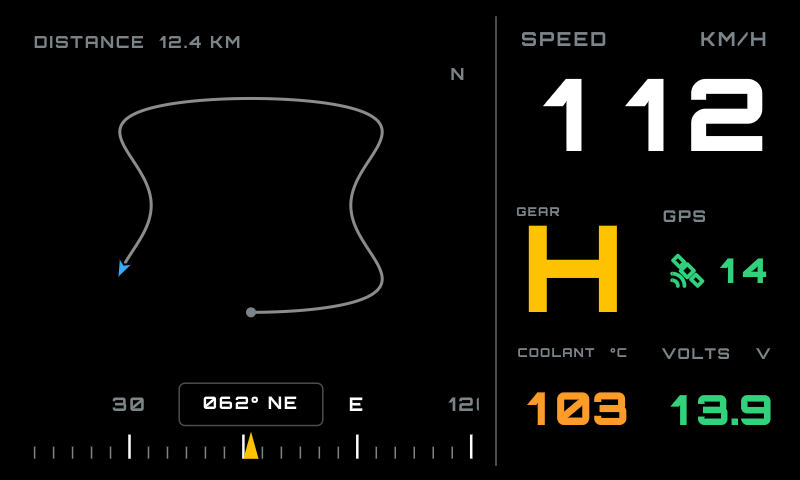 DISTANCE 12.4 KM
N
30
062° NE
E
SPEED KM/H
112
GEAR
H
GPS
14
COOLANT °C
103
VOLTS V
13.9